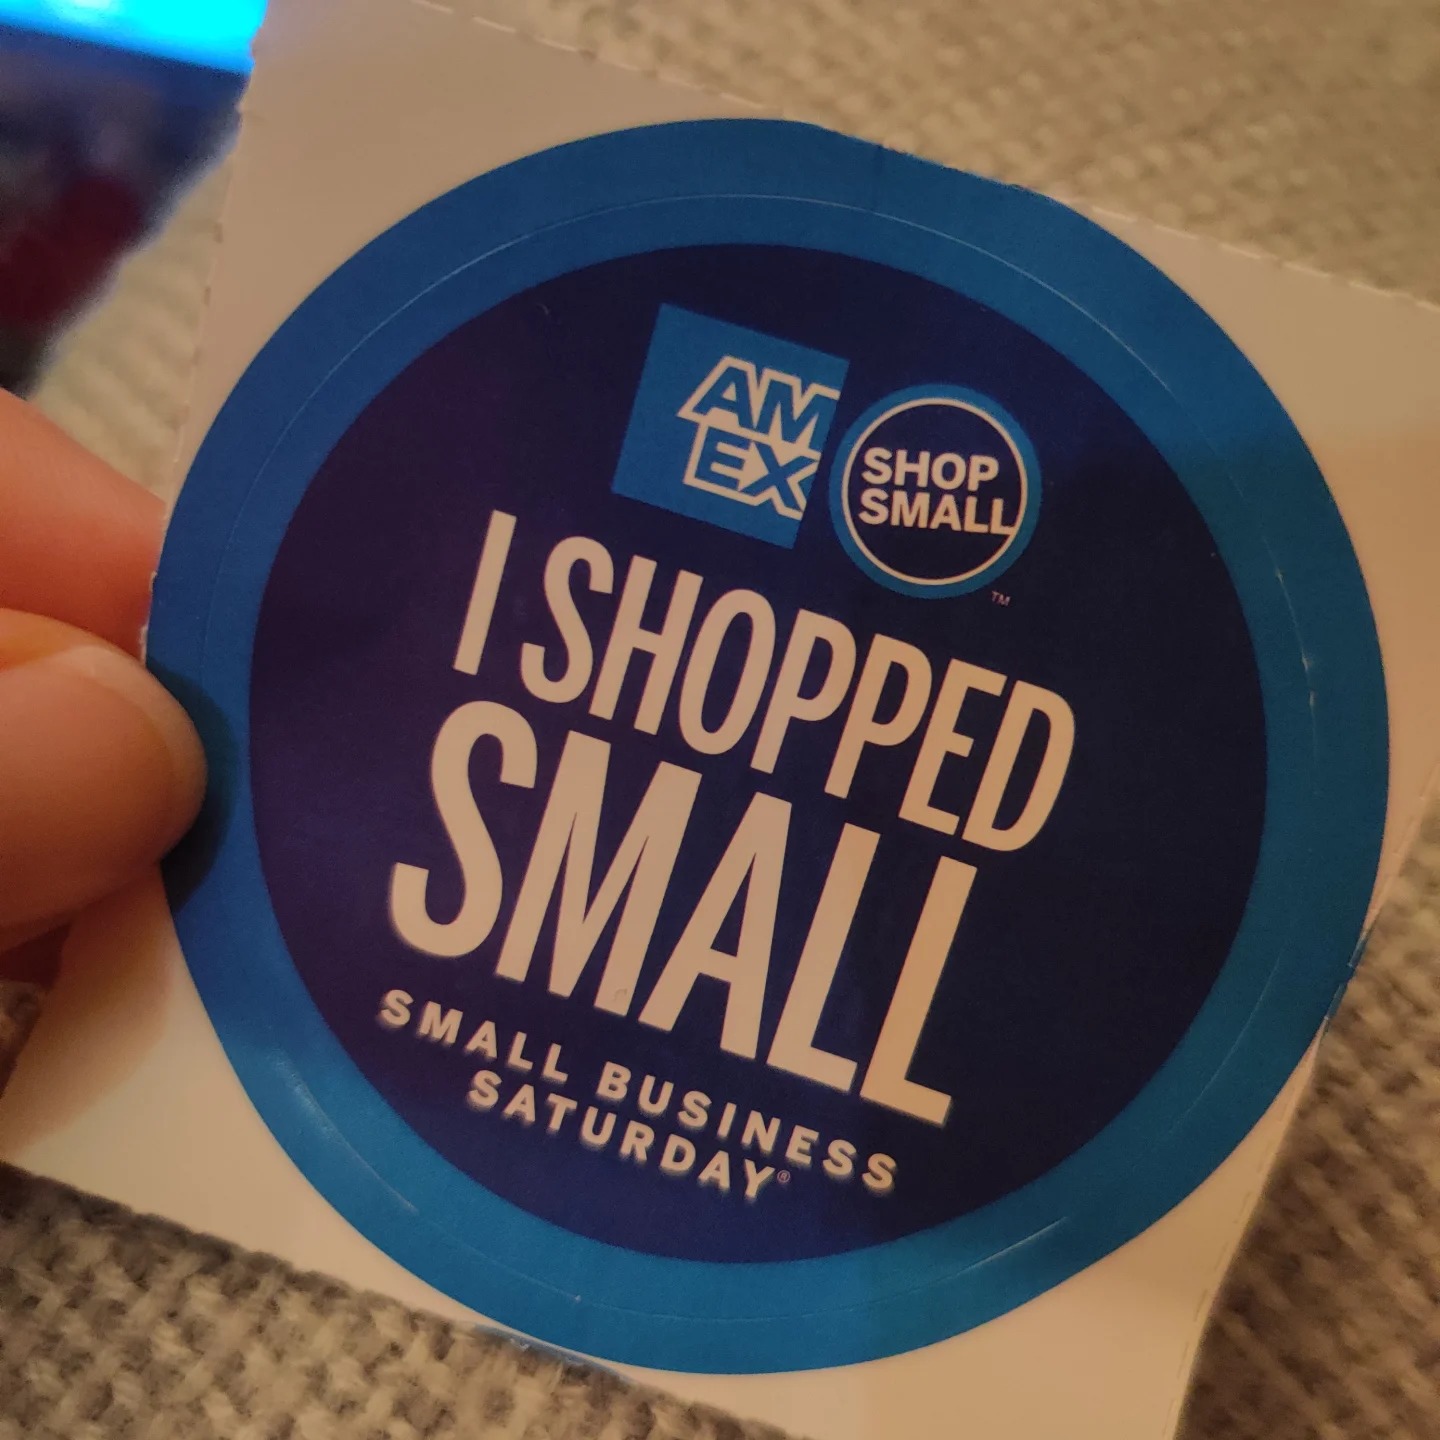 AM
EX
SHOP
SMALL
TM
I SHOPPED
SMALL
SMALL BUSINESS
SATURDAY®